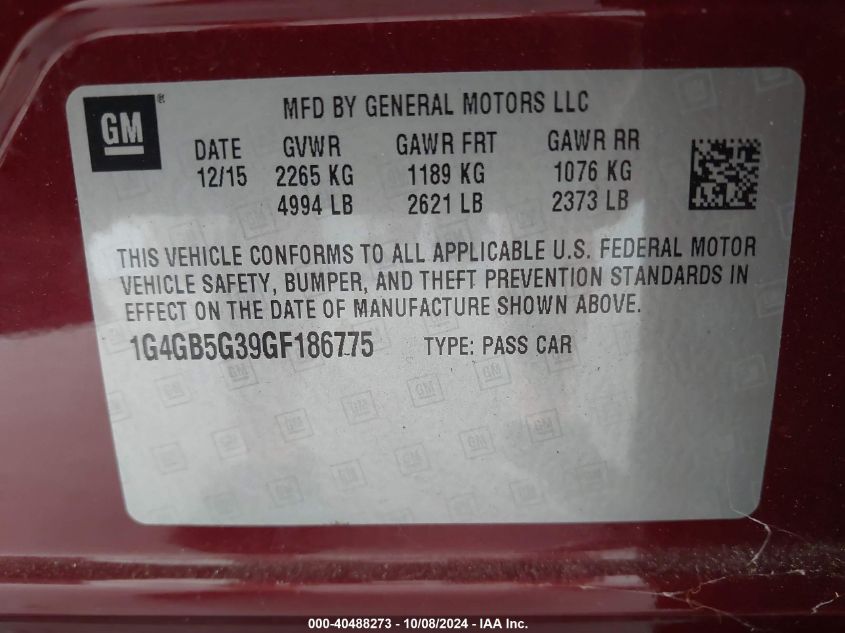 GM®
MFD BY GENERAL MOTORS LLC
DATE GVWR GAWR FRT GAWR RR
12/15 2265 KG 1189 KG 1076 KG
4994 LB 2621 LB 2373 LB
THIS VEHICLE CONFORMS TO ALL APPLICABLE U.S. FEDERAL MOTOR
VEHICLE SAFETY, BUMPER, AND THEFT PREVENTION STANDARDS IN
EFFECT ON THE DATE OF MANUFACTURE SHOWN ABOVE.
1G4GB5G39GF186775 TYPE: PASS CAR
000-40488273 - 10/08/2024 - IAA Inc.